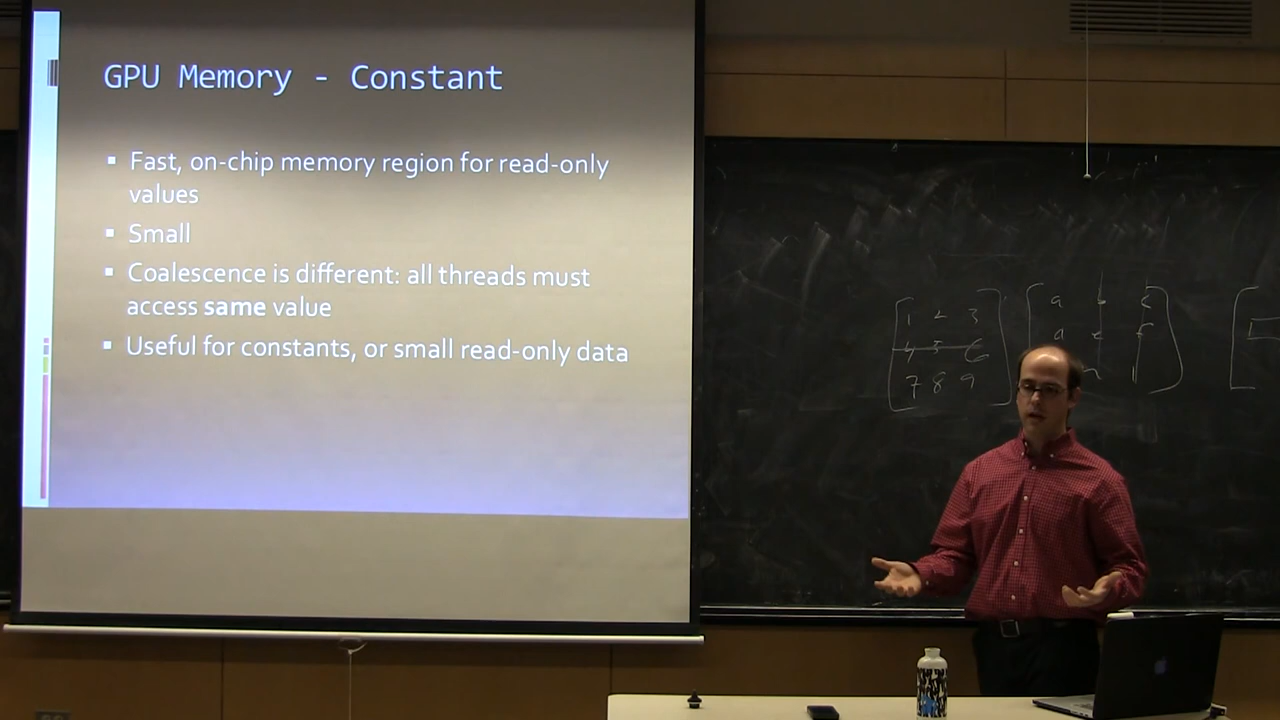 GPU Memory - Constant
▪ Fast, on-chip memory region for read-only
values
▪ Small
▪ Coalescence is different: all threads must
access same value
▪ Useful for constants, or small read-only data
1 2 3
4 5 6
7 8 9
a b c
d e f